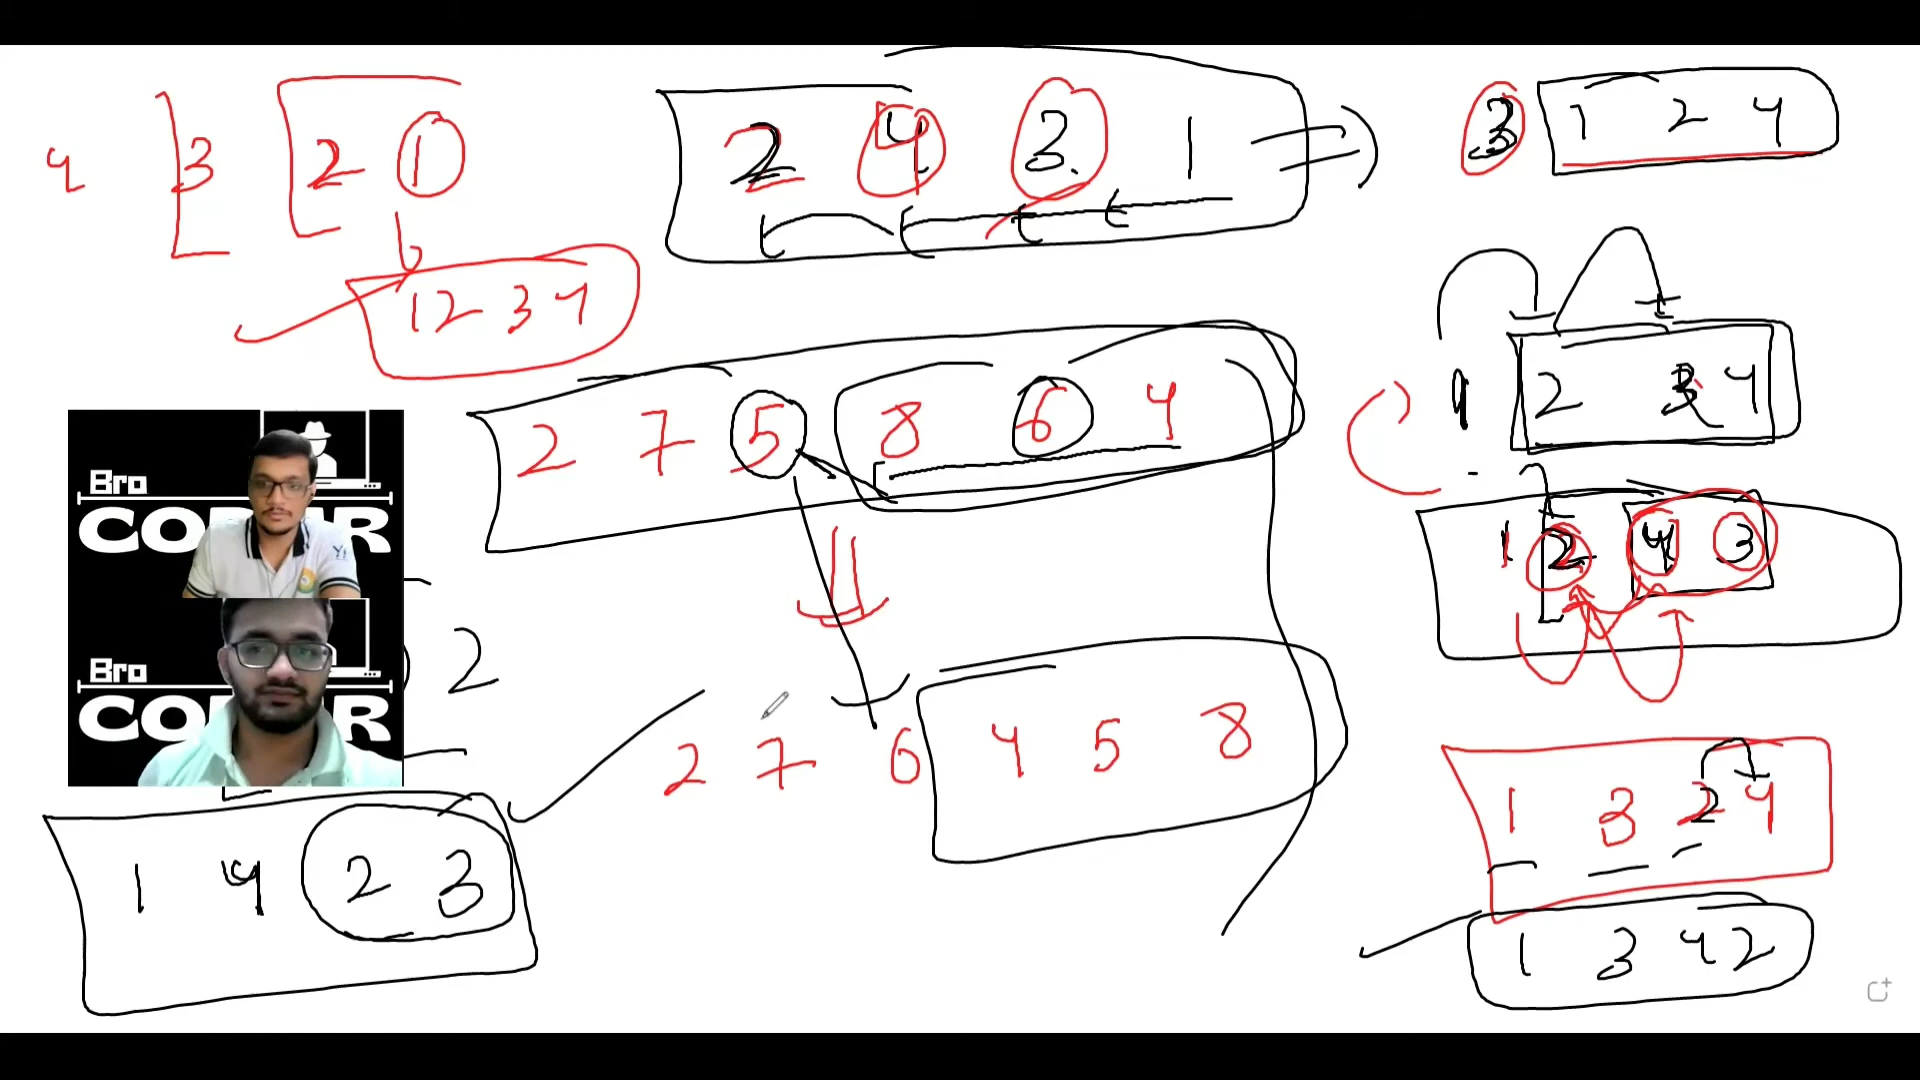 4 3 2 1
2 4 3 1
3 1 2 4
1 2 3 4
2 7 5 8 6 4
1 2 3 4
Bro
CODER
1 2 4 3
2
Bro
CODER
2 7 6 4 5 8
1 3 2 4
1 4 2 3
1 3 4 2